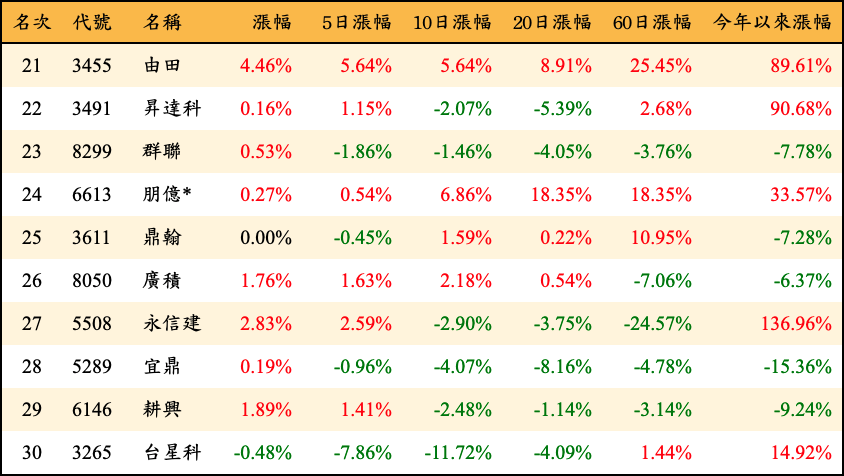 名次 代號 名稱 漲幅 5日漲幅 10日漲幅 20日漲幅 60日漲幅 今年以來漲幅
21 3455 由田 4.46% 5.64% 5.64% 8.91% 25.45% 89.61%
22 3491 昇達科 0.16% 1.15% -2.07% -5.39% 2.68% 90.68%
23 8299 群聯 0.53% -1.86% -1.46% -4.05% -3.76% -7.78%
24 6613 朋億* 0.27% 0.54% 6.86% 18.35% 18.35% 33.57%
25 3611 鼎翰 0.00% -0.45% 1.59% 0.22% 10.95% -7.28%
26 8050 廣積 1.76% 1.63% 2.18% 0.54% -7.06% -6.37%
27 5508 永信建 2.83% 2.59% -2.90% -3.75% -24.57% 136.96%
28 5289 宜鼎 0.19% -0.96% -4.07% -8.16% -4.78% -15.36%
29 6146 耕興 1.89% 1.41% -2.48% -1.14% -3.14% -9.24%
30 3265 台星科 -0.48% -7.86% -11.72% -4.09% 1.44% 14.92%